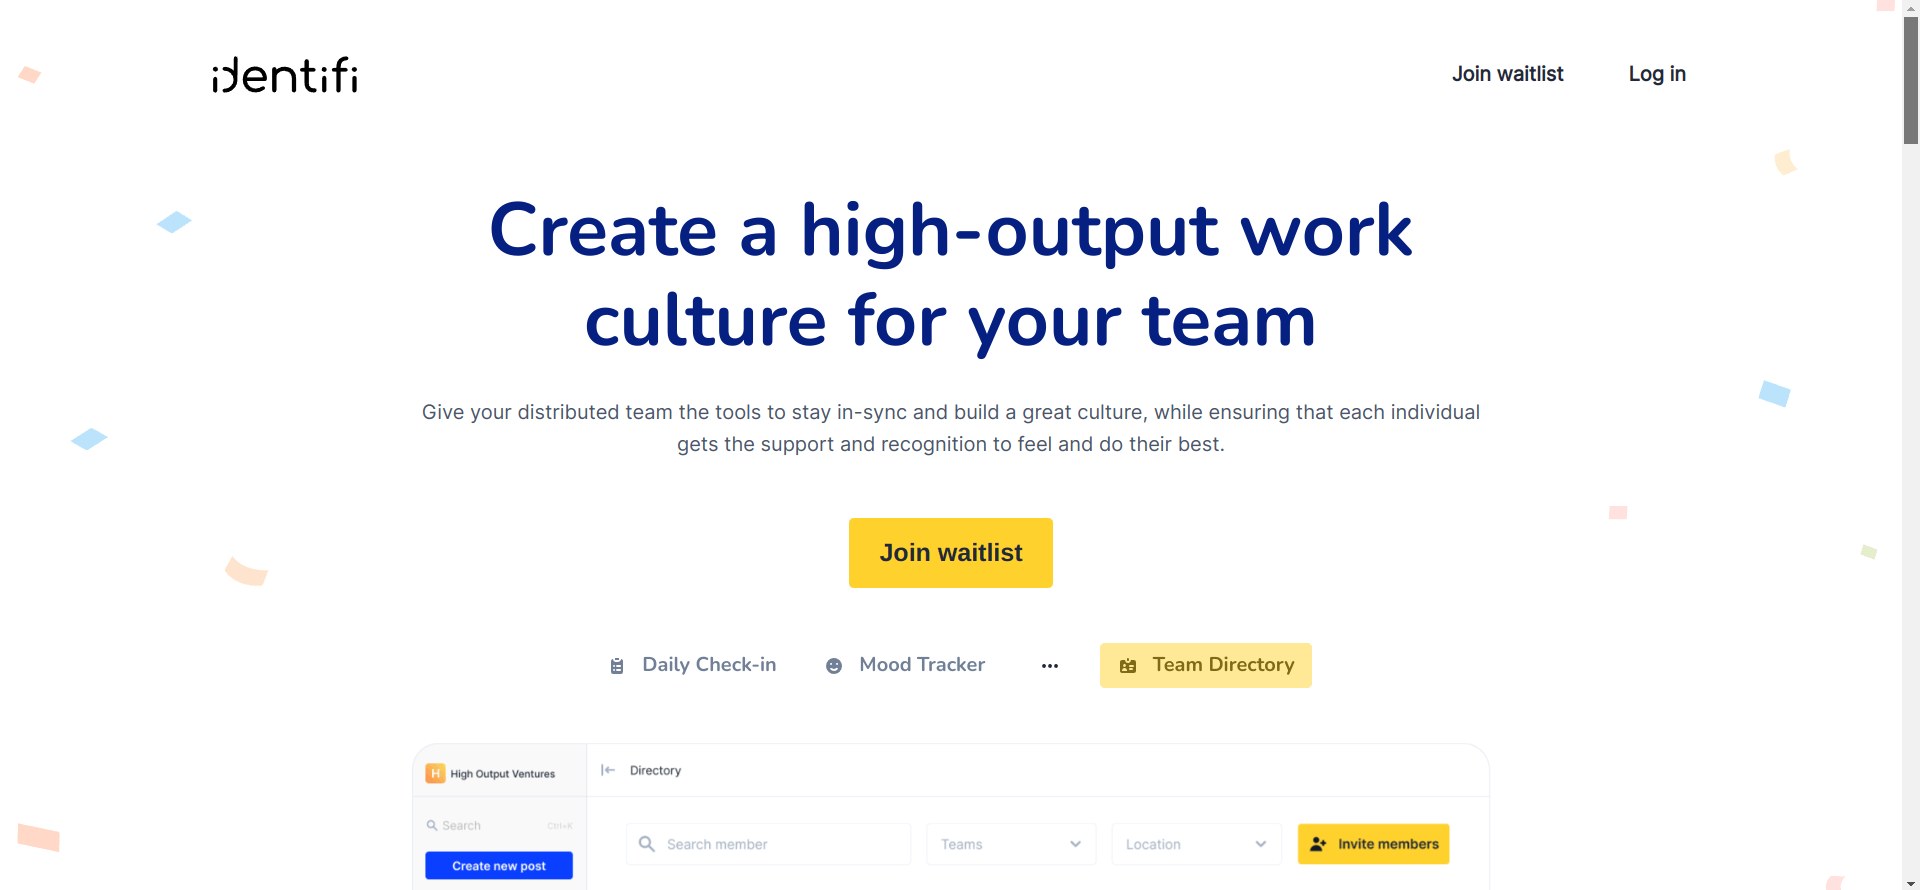 identifi
Join waitlist
Log in
Create a high-output work
culture for your team
Give your distributed team the tools to stay in-sync and build a great culture, while ensuring that each individual
gets the support and recognition to feel and do their best.
Join waitlist
Daily Check-in
Mood Tracker
•••
Team Directory
H High Output Ventures
Directory
Search Ctrl+K
Search member
Teams
Location
Invite members
Create new post